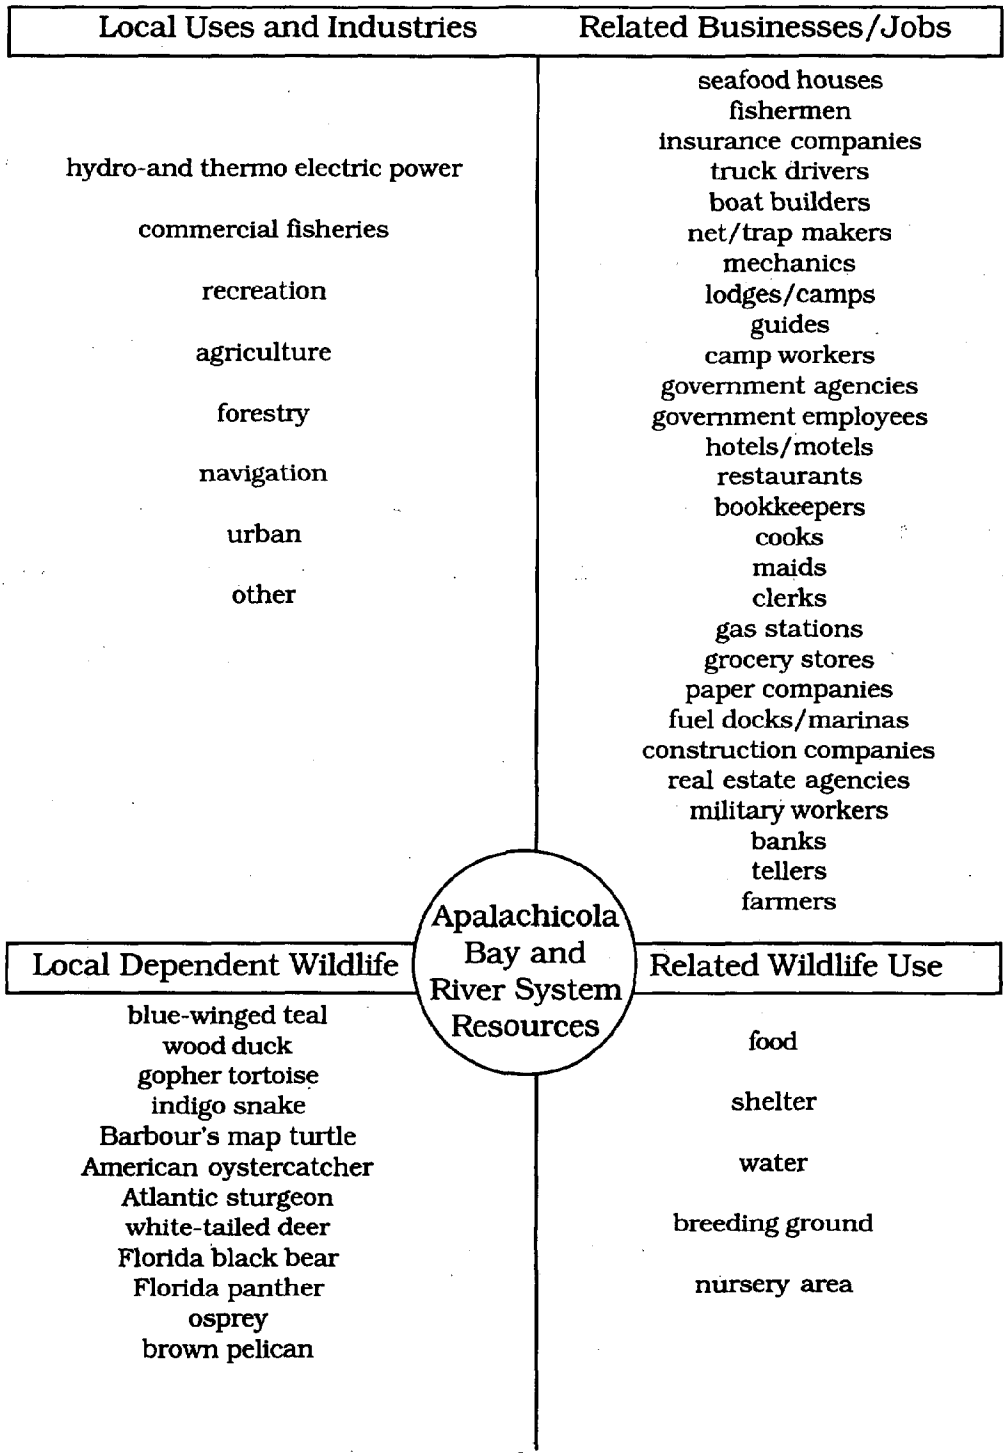 Local Uses and Industries
hydro-and thermo electric power
commercial fisheries
recreation
agriculture
forestry
navigation
urban
other
Related Businesses/Jobs
seafood houses
fishermen
insurance companies
truck drivers
boat builders
net/trap makers
mechanics
lodges/camps
guides
camp workers
government agencies
government employees
hotels/motels
restaurants
bookkeepers
cooks
maids
clerks
gas stations
grocery stores
paper companies
fuel docks/marinas
construction companies
real estate agencies
military workers
banks
tellers
farmers
Apalachicola
Bay and
River System
Resources
Local Dependent Wildlife
blue-winged teal
wood duck
gopher tortoise
indigo snake
Barbour's map turtle
American oystercatcher
Atlantic sturgeon
white-tailed deer
Florida black bear
Florida panther
osprey
brown pelican
Related Wildlife Use
food
shelter
water
breeding ground
nursery area